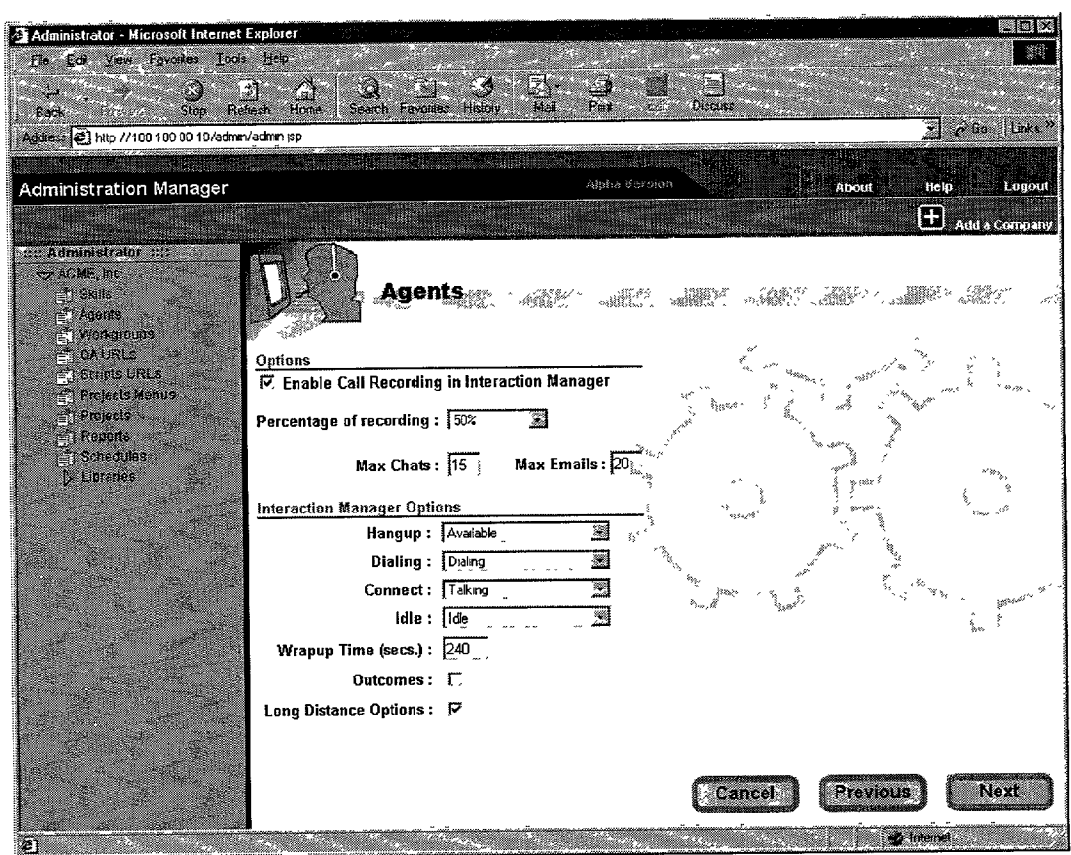 Administrator - Microsoft Internet Explorer
File Edit View Favorites Tools Help
Back Stop Refresh Home Search Favorites History Mail Print Edit Discuss
Address http //100 100 00 10/admin/admin jsp Go Links »
Administration Manager Alpha Version About Help Logout
Add a Company
:::: Administrator ::::
ACME, Inc
Skills
Agents
Workgroups
QA URLs
Scripts URLs
Projects Menus
Projects
Reports
Schedules
Libraries
Agents
Options
Enable Call Recording in Interaction Manager
Percentage of recording : 50%
Max Chats : 15 Max Emails : 20
Interaction Manager Options
Hangup : Available
Dialing : Dialing
Connect : Talking
Idle : Idle
Wrapup Time (secs.) : 240
Outcomes :
Long Distance Options :
Cancel Previous Next
Internet